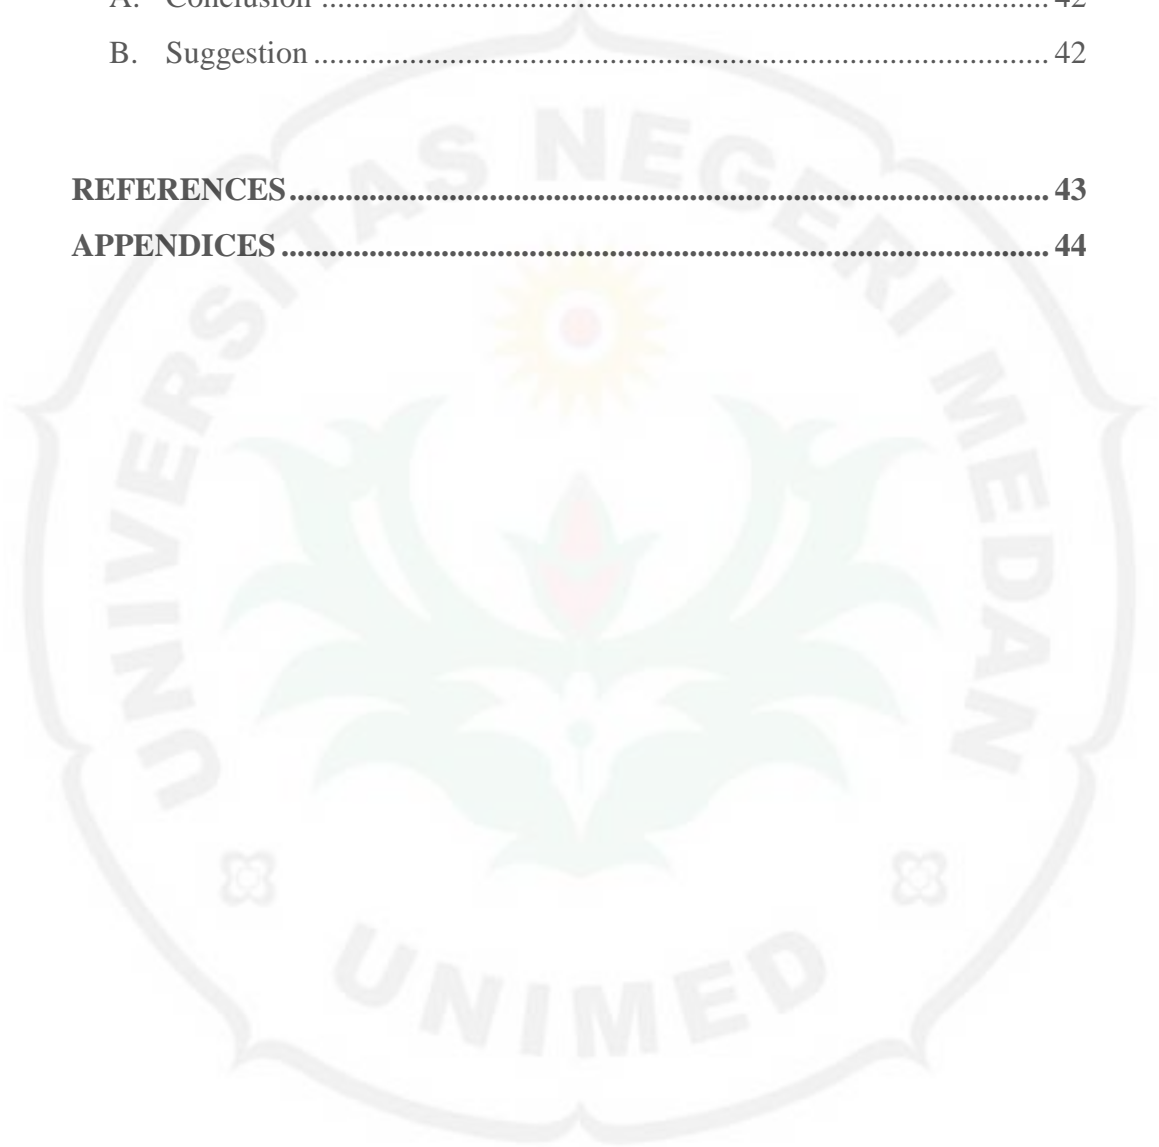 A. Conclusion ........................................................................................... 42
B. Suggestion ............................................................................................ 42
REFERENCES ............................................................................................... 43
APPENDICES ................................................................................................ 44
UNIVERSITAS NEGERI MEDAN
UNIMED